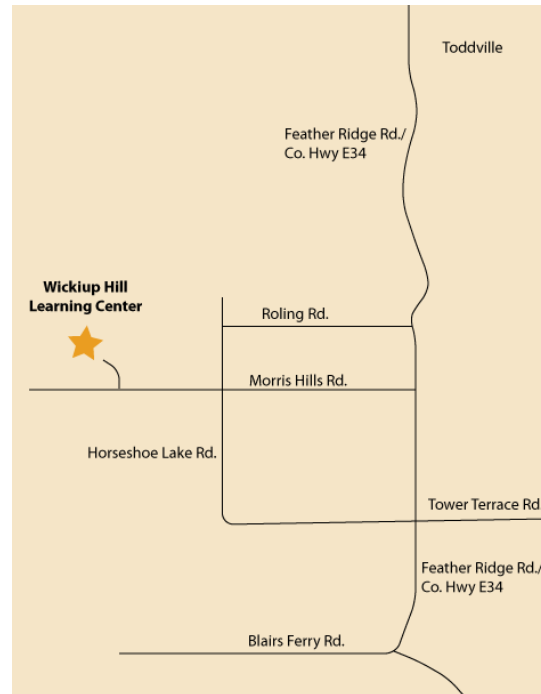 Toddville
Feather Ridge Rd./
Co. Hwy E34
Wickiup Hill
Learning Center
Roling Rd.
Morris Hills Rd.
Horseshoe Lake Rd.
Tower Terrace Rd
Feather Ridge Rd./
Co. Hwy E34
Blairs Ferry Rd.